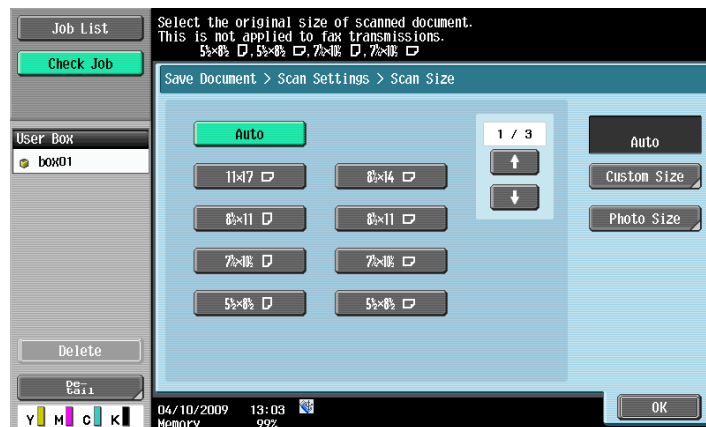 Job List
Check Job
Select the original size of scanned document.
This is not applied to fax transmissions.
5½×8½ , 5½×8½ , 7¼×10½ , 7¼×10½
Save Document > Scan Settings > Scan Size
User Box
box01
Auto
1 / 3
Auto
11×17
8½×14
Custom Size
8½×11
8½×11
Photo Size
7¼×10½
7¼×10½
5½×8½
5½×8½
Delete
De-
tail
Y M C K
04/10/2009 13:03
Memory 99%
OK